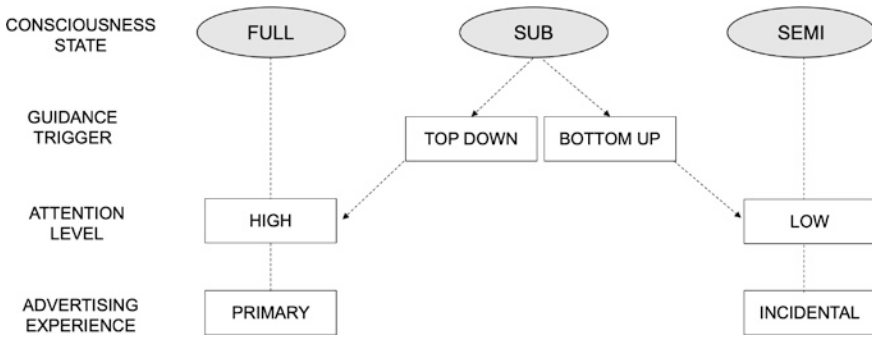 CONSCIOUSNESS
STATE
FULL
SUB
SEMI
GUIDANCE
TRIGGER
TOP DOWN
BOTTOM UP
ATTENTION
LEVEL
HIGH
LOW
ADVERTISING
EXPERIENCE
PRIMARY
INCIDENTAL